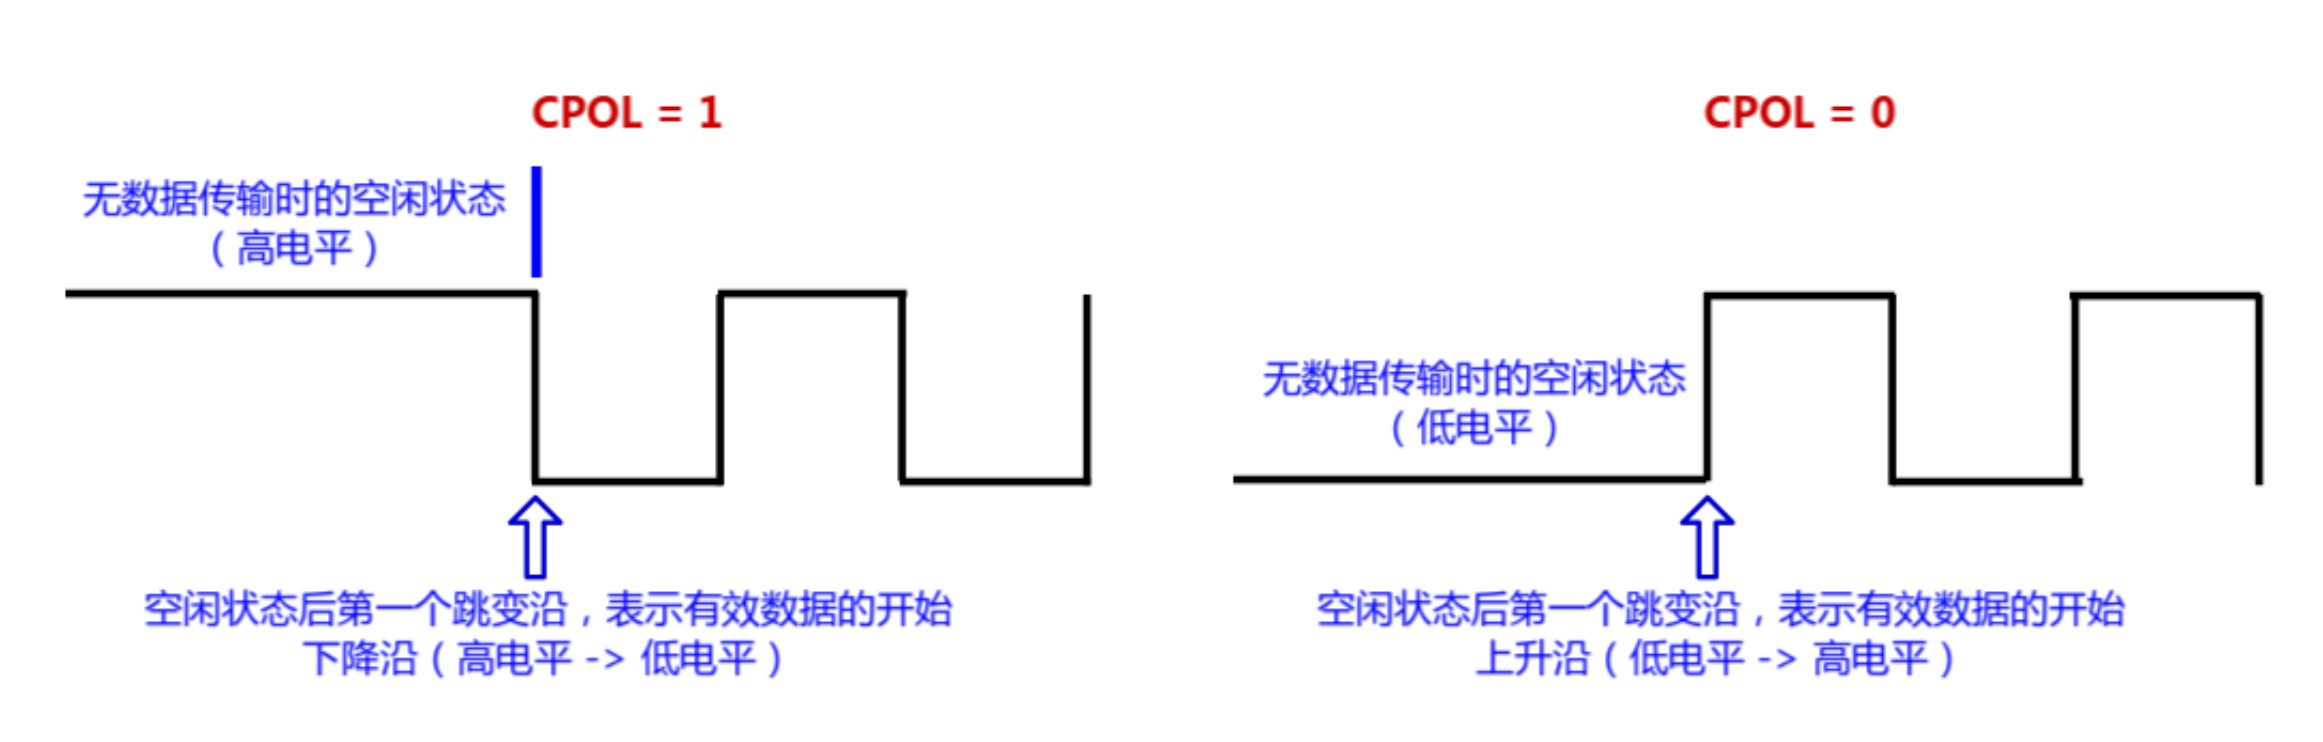 CPOL = 1
无数据传输时的空闲状态
（高电平）
空闲状态后第一个跳变沿，表示有效数据的开始
下降沿（高电平 -> 低电平）
CPOL = 0
无数据传输时的空闲状态
（低电平）
空闲状态后第一个跳变沿，表示有效数据的开始
上升沿（低电平 -> 高电平）